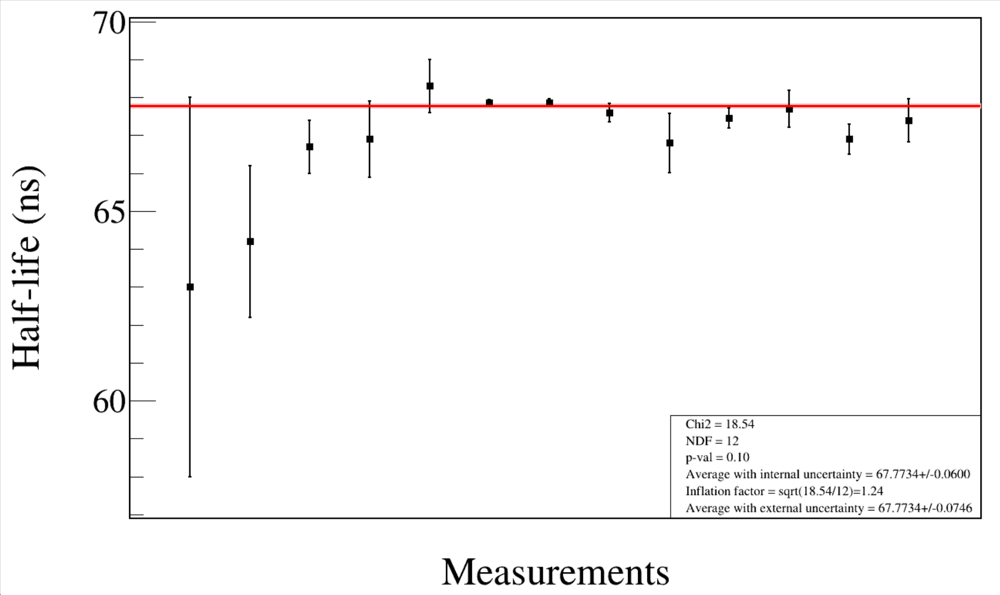 70
65
60
Half-life (ns)
Chi2 = 18.54
NDF = 12
p-val = 0.10
Average with internal uncertainty = 67.7734+/-0.0600
Inflation factor = sqrt(18.54/12)=1.24
Average with external uncertainty = 67.7734+/-0.0746
Measurements